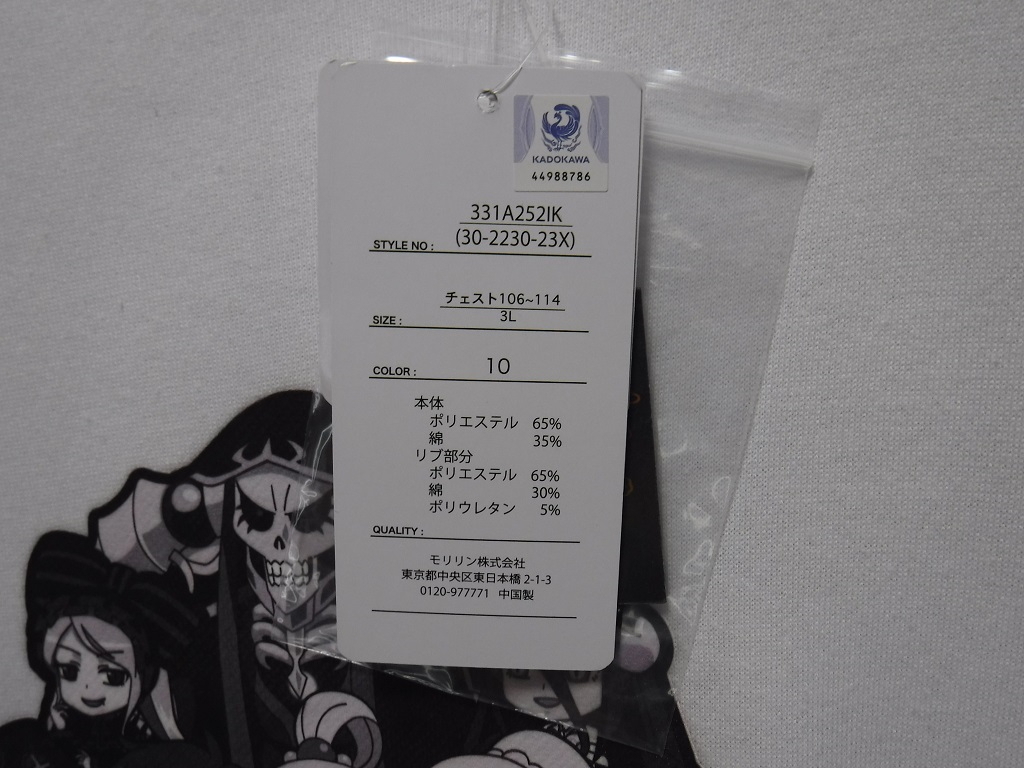 KADOKAWA
44988786
331A252IK
STYLE NO : (30-2230-23X)
チェスト106~114
SIZE : 3L
COLOR : 10
本体
ポリエステル 65%
綿 35%
リブ部分
ポリエステル 65%
綿 30%
ポリウレタン 5%
QUALITY :
モリリン株式会社
東京都中央区東日本橋 2-1-3
0120-977771 中国製